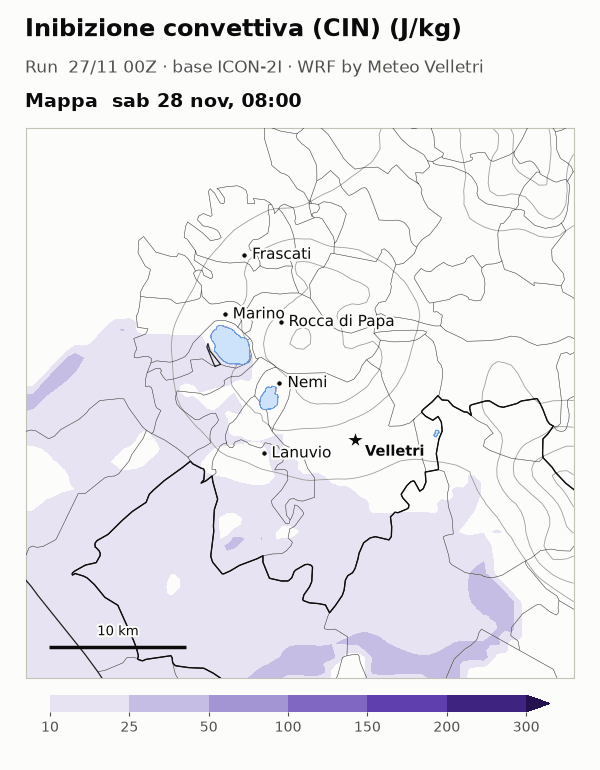 Inibizione convettiva (CIN) (J/kg)
Run  27/11 00Z · base ICON-2I · WRF by Meteo Velletri
Mappa  sab 28 nov, 08:00
Frascati
Marino
Rocca di Papa
Nemi
Velletri
Lanuvio
10 km
10 25 50 100 150 200 300